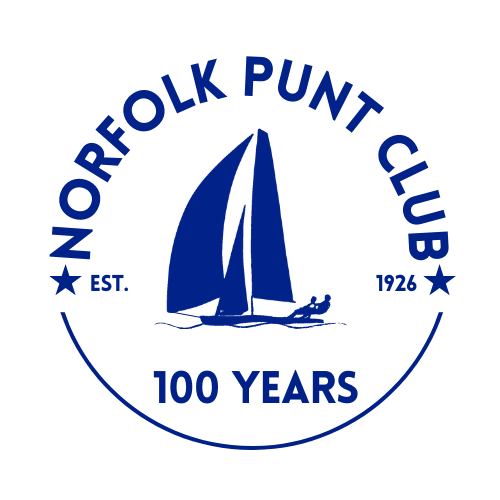 NORFOLK PUNT CLUB
EST. 1926
100 YEARS